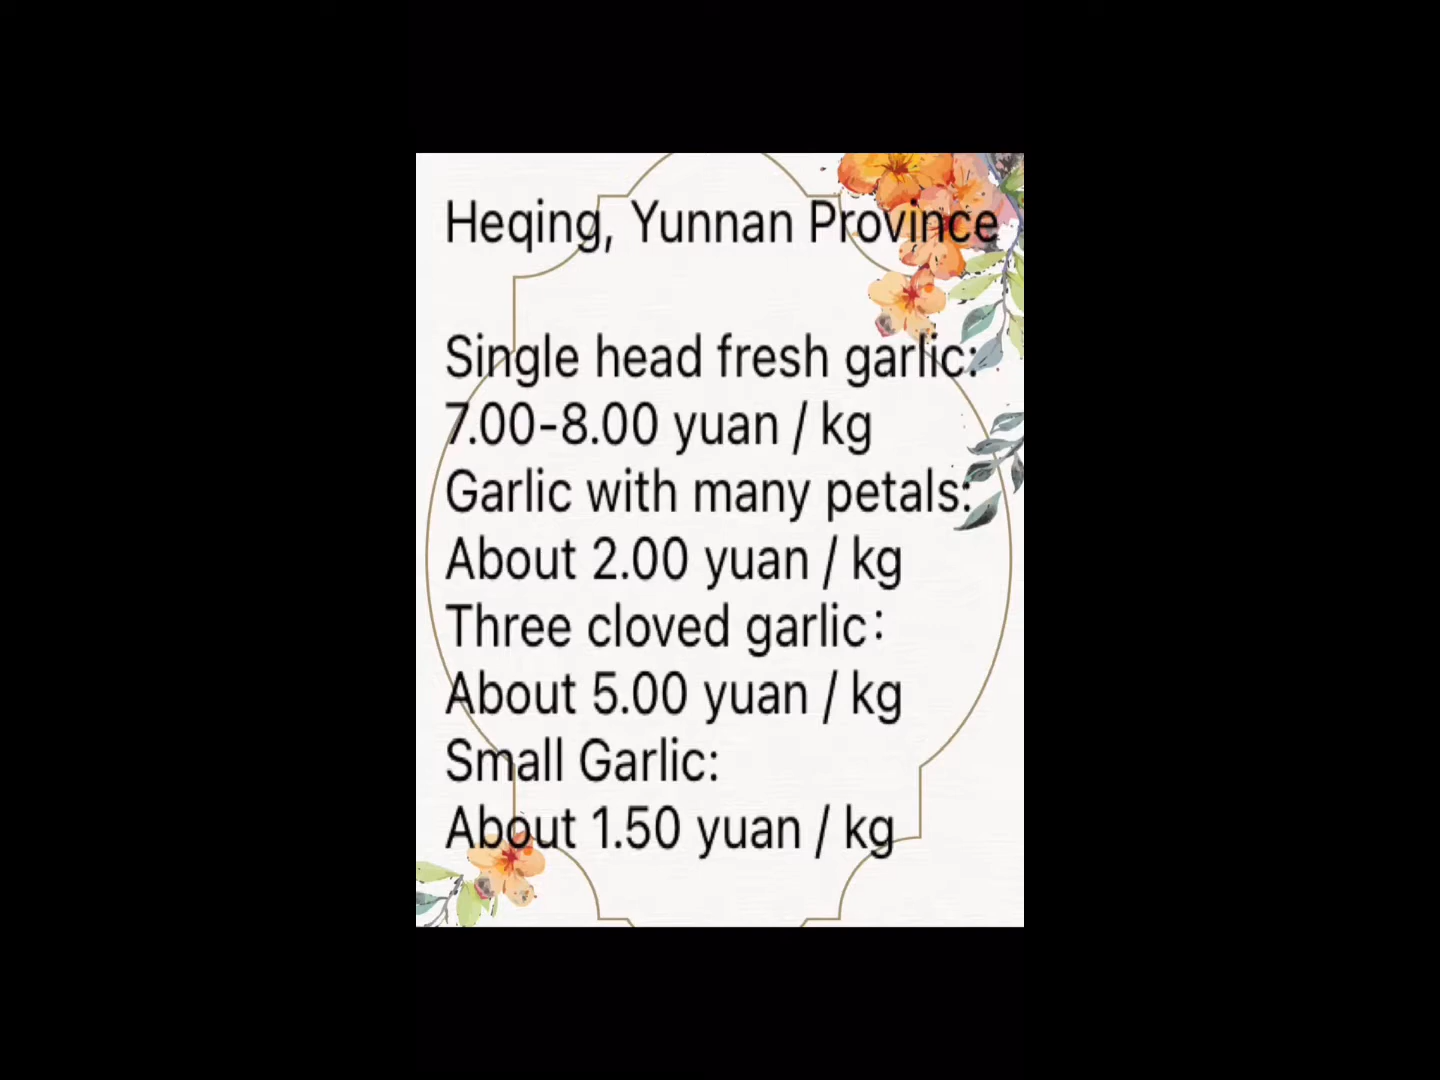 Heqing, Yunnan Province
Single head fresh garlic:
7.00-8.00 yuan / kg
Garlic with many petals:
About 2.00 yuan / kg
Three cloved garlic：
About 5.00 yuan / kg
Small Garlic:
About 1.50 yuan / kg